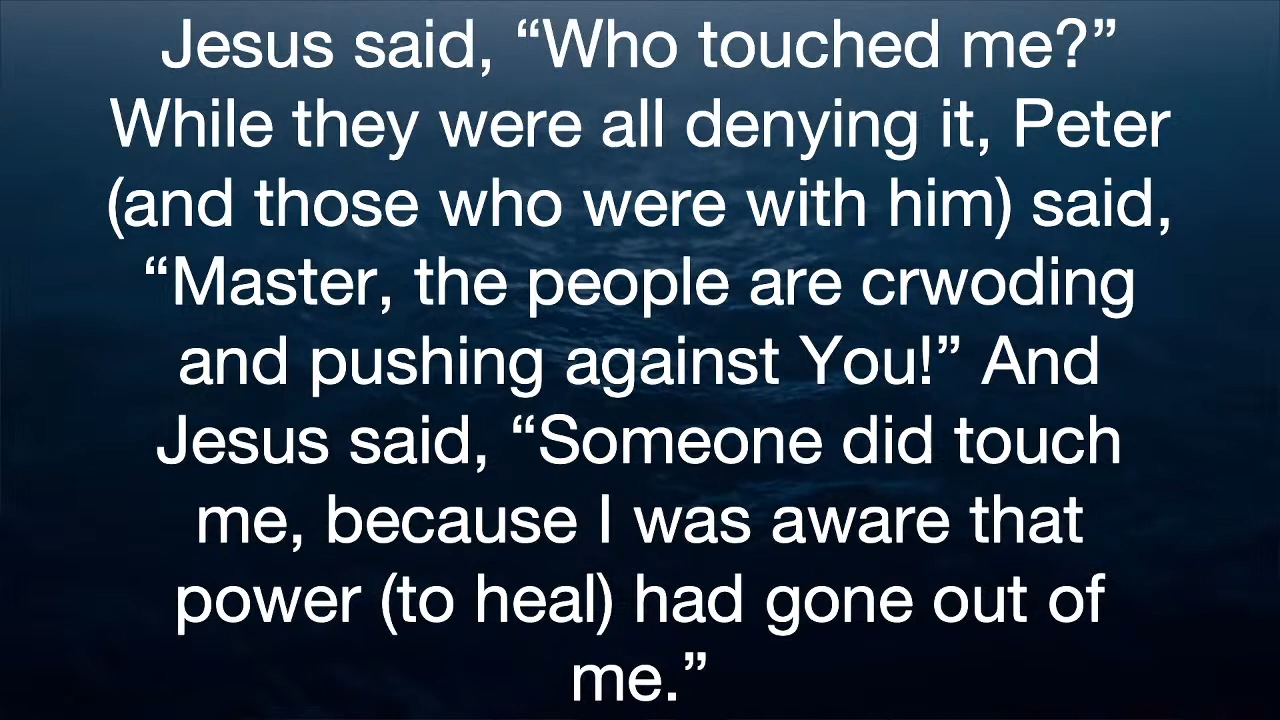 Jesus said, “Who touched me?”
While they were all denying it, Peter
(and those who were with him) said,
“Master, the people are crwoding
and pushing against You!” And
Jesus said, “Someone did touch
me, because I was aware that
power (to heal) had gone out of
me.”